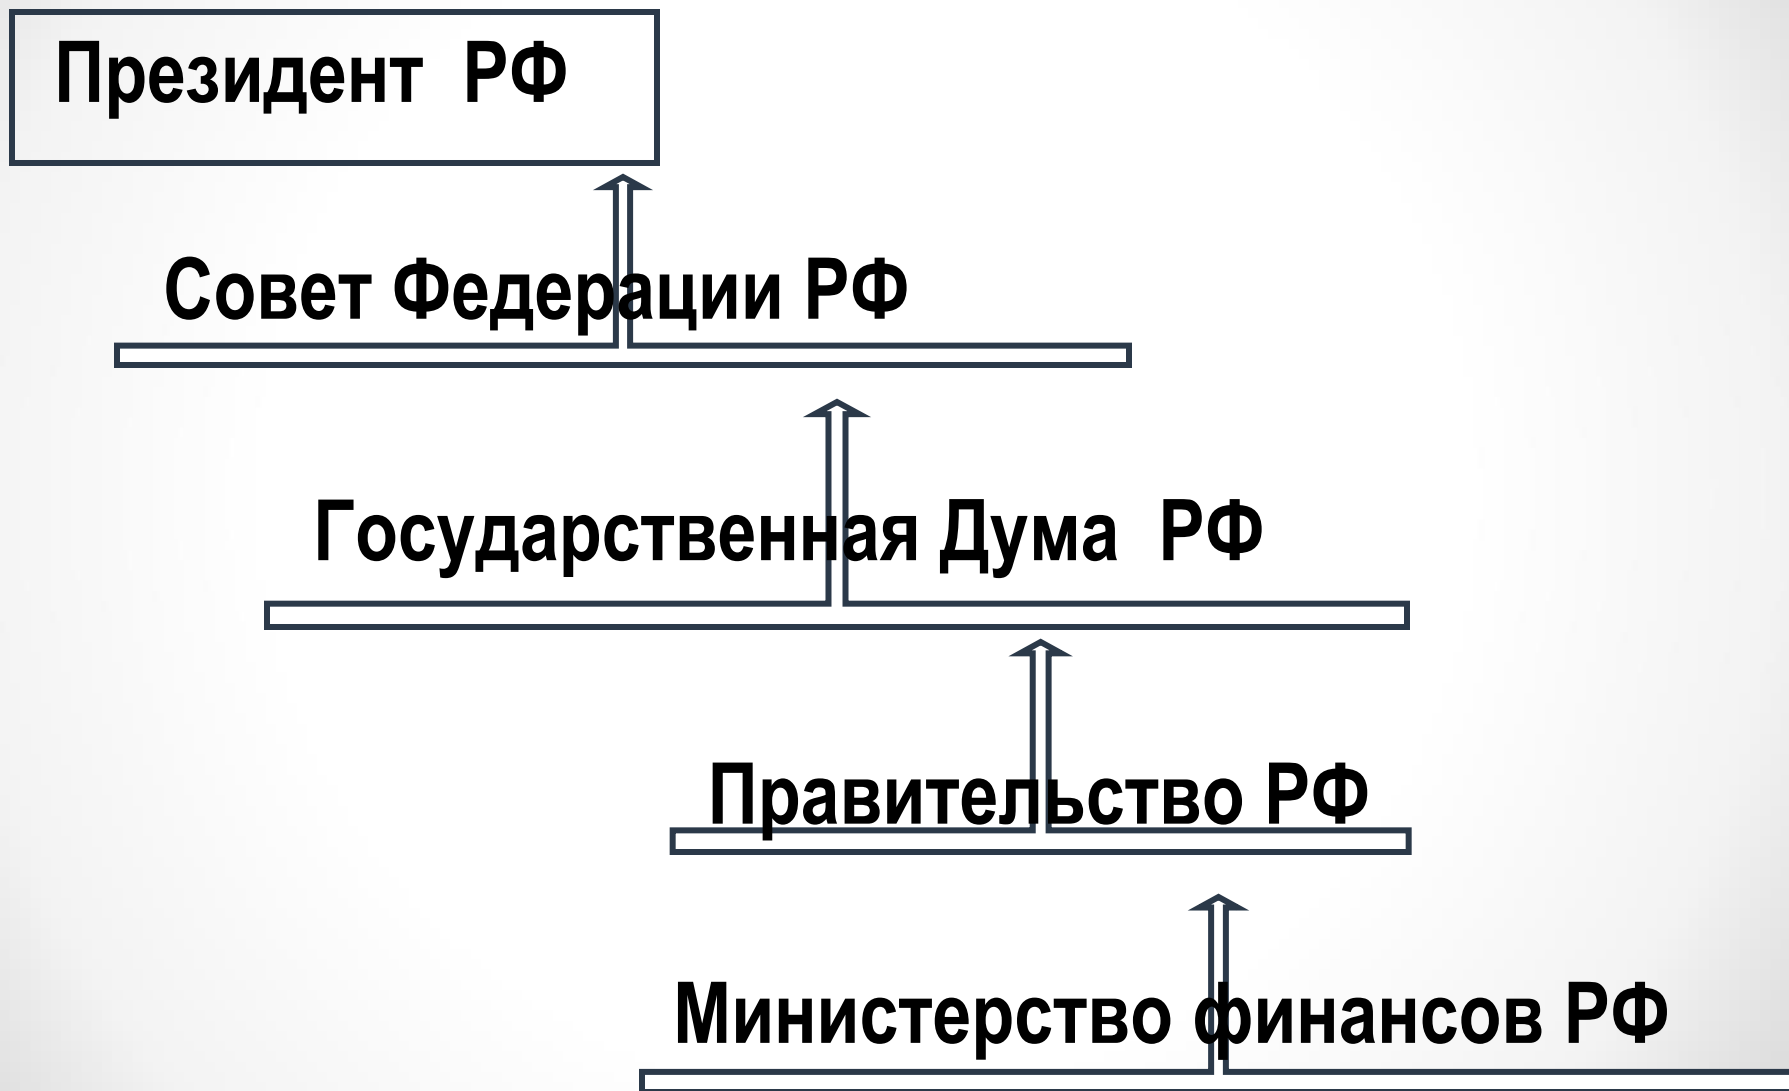 Президент РФ
Совет Федерации РФ
Государственная Дума РФ
Правительство РФ
Министерство финансов РФ